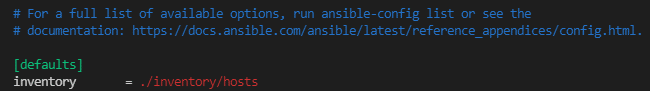 # For a full list of available options, run ansible-config list or see the
# documentation: https://docs.ansible.com/ansible/latest/reference_appendices/config.html.
[defaults]
inventory = ./inventory/hosts